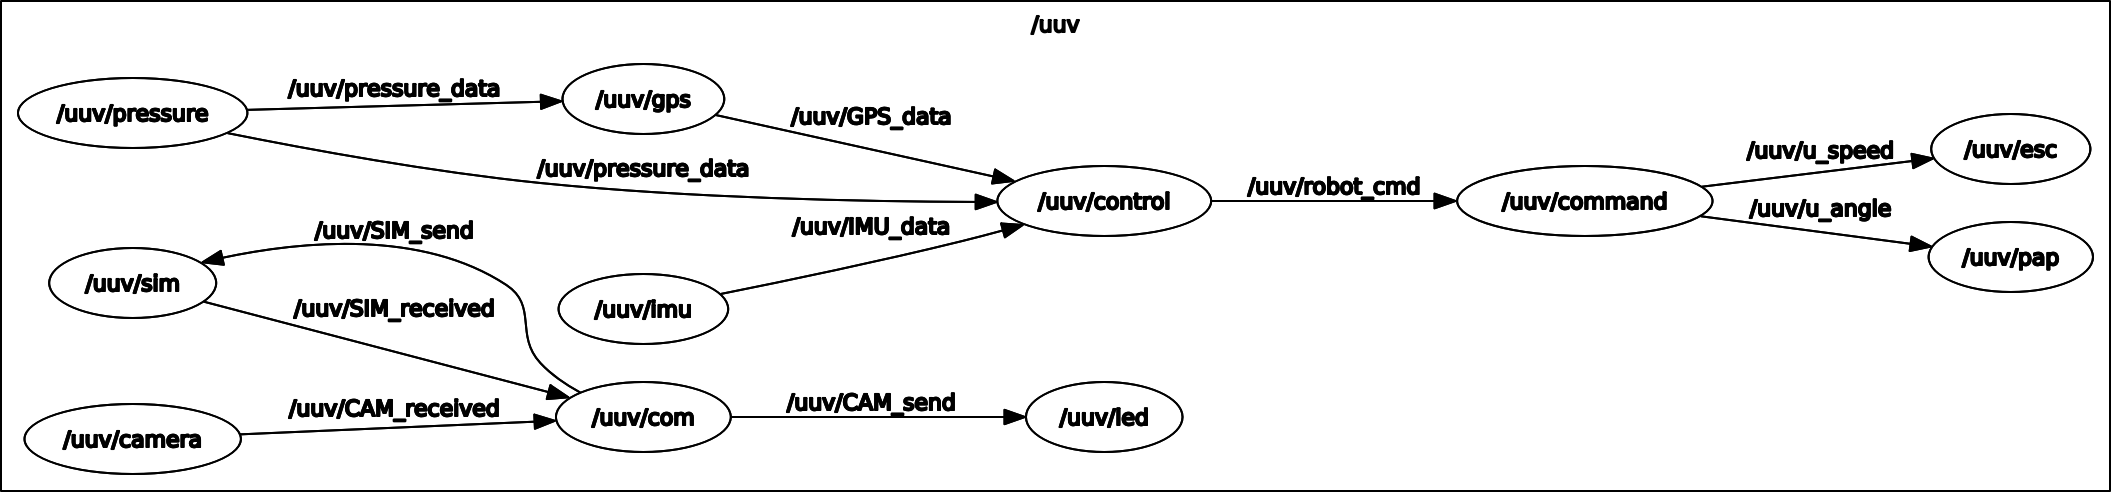 /uuv
/uuv/pressure
/uuv/pressure_data
/uuv/gps
/uuv/GPS_data
/uuv/pressure_data
/uuv/control
/uuv/robot_cmd
/uuv/command
/uuv/u_speed
/uuv/esc
/uuv/u_angle
/uuv/pap
/uuv/IMU_data
/uuv/imu
/uuv/SIM_send
/uuv/sim
/uuv/SIM_received
/uuv/camera
/uuv/CAM_received
/uuv/com
/uuv/CAM_send
/uuv/led